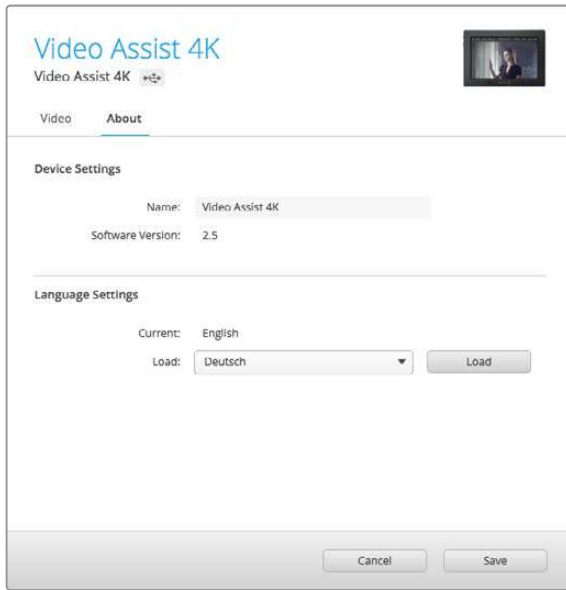 Video Assist 4K
Video Assist 4K
Video About
Device Settings
Name: Video Assist 4K
Software Version: 2.5
Language Settings
Current: English
Load: Deutsch Load
Cancel Save